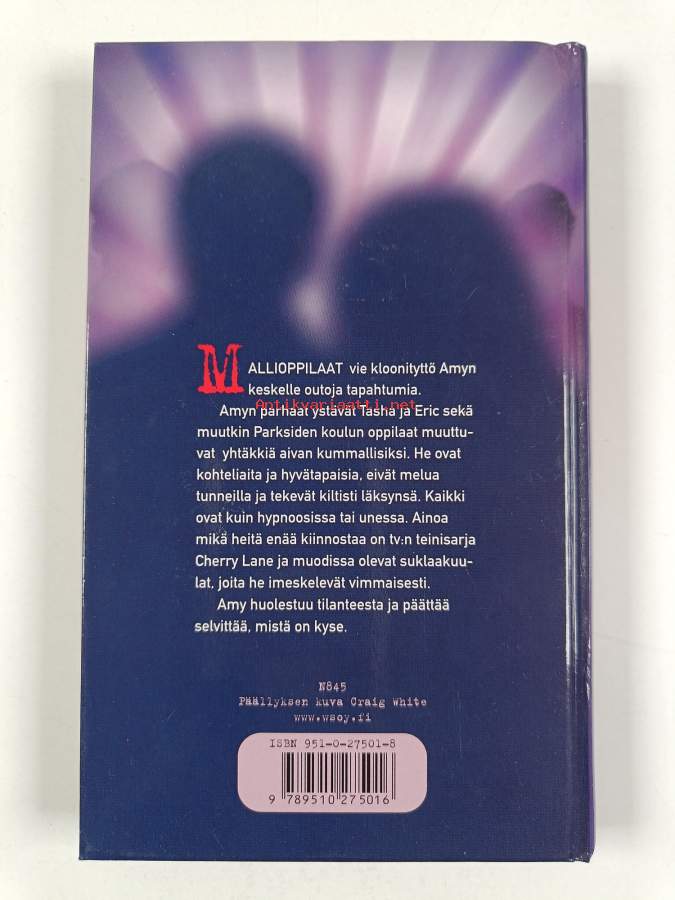 MALLIOPPILAAT vie kloonityttö Amyn
keskelle outoja tapahtumia.
Antikvariaatti.net
Amyn parhaat ystävät Tasha ja Eric sekä
muutkin Parksiden koulun oppilaat muuttu-
vat yhtäkkiä aivan kummallisiksi. He ovat
kohteliaita ja hyvätapaisia, eivät melua
tunneilla ja tekevät kiltisti läksynsä. Kaikki
ovat kuin hypnoosissa tai unessa. Ainoa
mikä heitä enää kiinnostaa on tv:n teinisarja
Cherry Lane ja muodissa olevat suklaakuu-
lat, joita he imeskelevät vimmaisesti.
Amy huolestuu tilanteesta ja päättää
selvittää, mistä on kyse.
N845
Päällyksen kuva Craig White
www.wsoy.fi
ISBN 951-0-27501-8
9 789510 275016